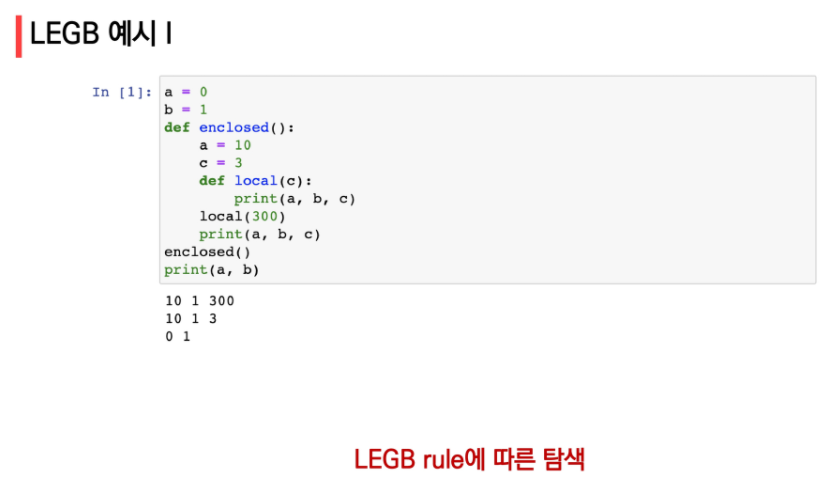 LEGB 예시 I
In [1]: a = 0
b = 1
def enclosed():
    a = 10
    c = 3
    def local(c):
        print(a, b, c)
    local(300)
    print(a, b, c)
enclosed()
print(a, b)
10 1 300
10 1 3
0 1
LEGB rule에 따른 탐색